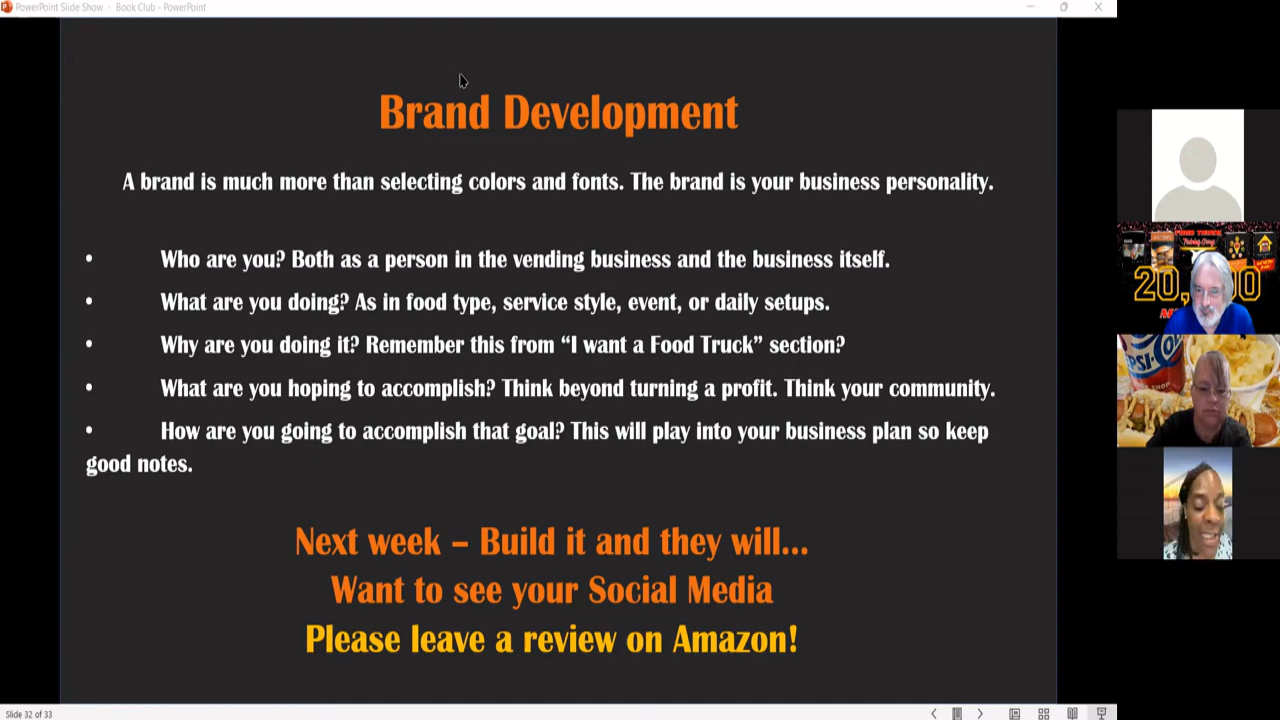 PowerPoint Slide Show - Book Club - PowerPoint
Brand Development
A brand is much more than selecting colors and fonts. The brand is your business personality.
• Who are you? Both as a person in the vending business and the business itself.
• What are you doing? As in food type, service style, event, or daily setups.
• Why are you doing it? Remember this from “I want a Food Truck” section?
• What are you hoping to accomplish? Think beyond turning a profit. Think your community.
• How are you going to accomplish that goal? This will play into your business plan so keep
good notes.
Next week – Build it and they will...
Want to see your Social Media
Please leave a review on Amazon!
Slide 32 of 33
FOOD TRUCK
20,